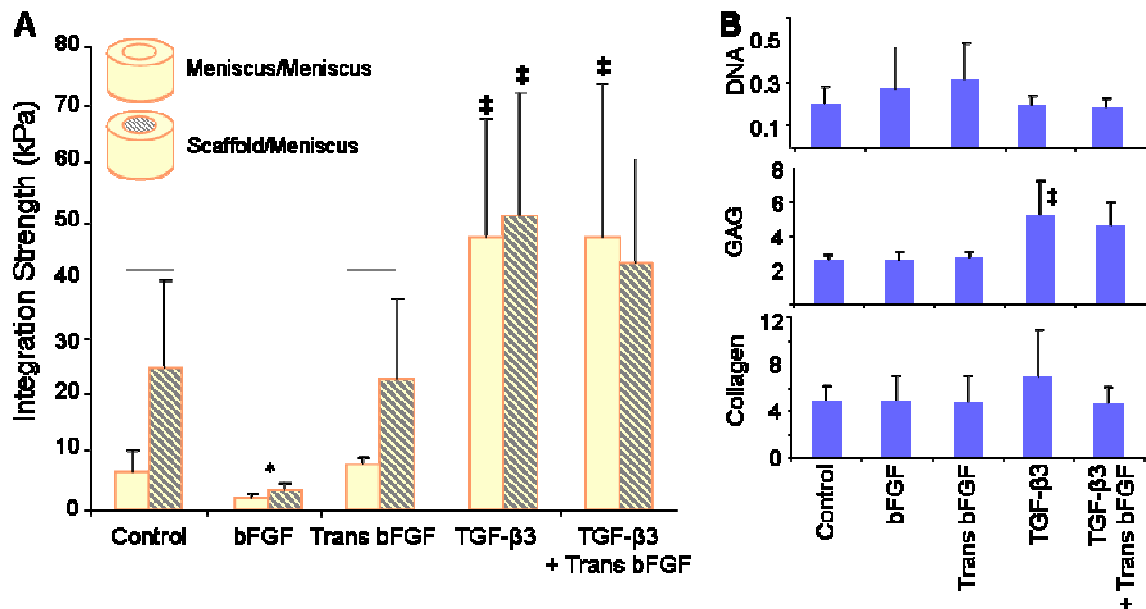 A
Integration Strength (kPa)
80
70
60
50
40
30
20
10
0
Meniscus/Meniscus
Scaffold/Meniscus
*
‡
‡
‡
Control
bFGF
Trans bFGF
TGF-β3
TGF-β3
+ Trans bFGF
B
DNA
0.5
0.3
0.1
GAG
8
6
4
2
‡
Collagen
12
8
4
0
Control
bFGF
Trans bFGF
TGF-β3
TGF-β3
+ Trans bFGF